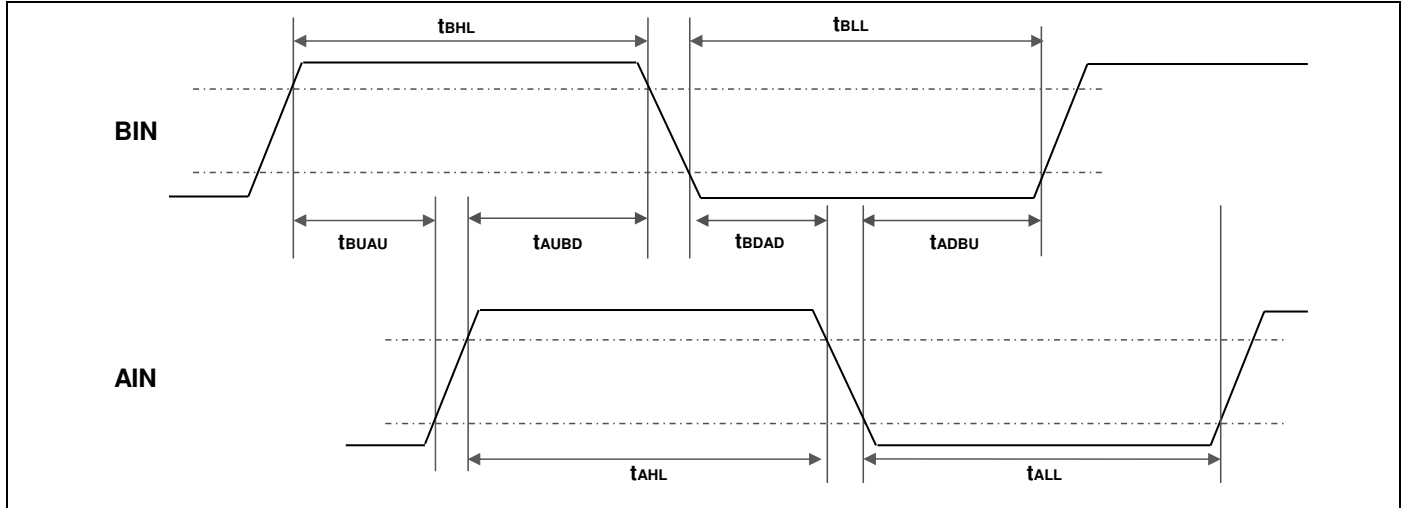 tBHL tBLL
BIN
tBUAU tAUBD tBDAD tADBU
AIN
tAHL tALL